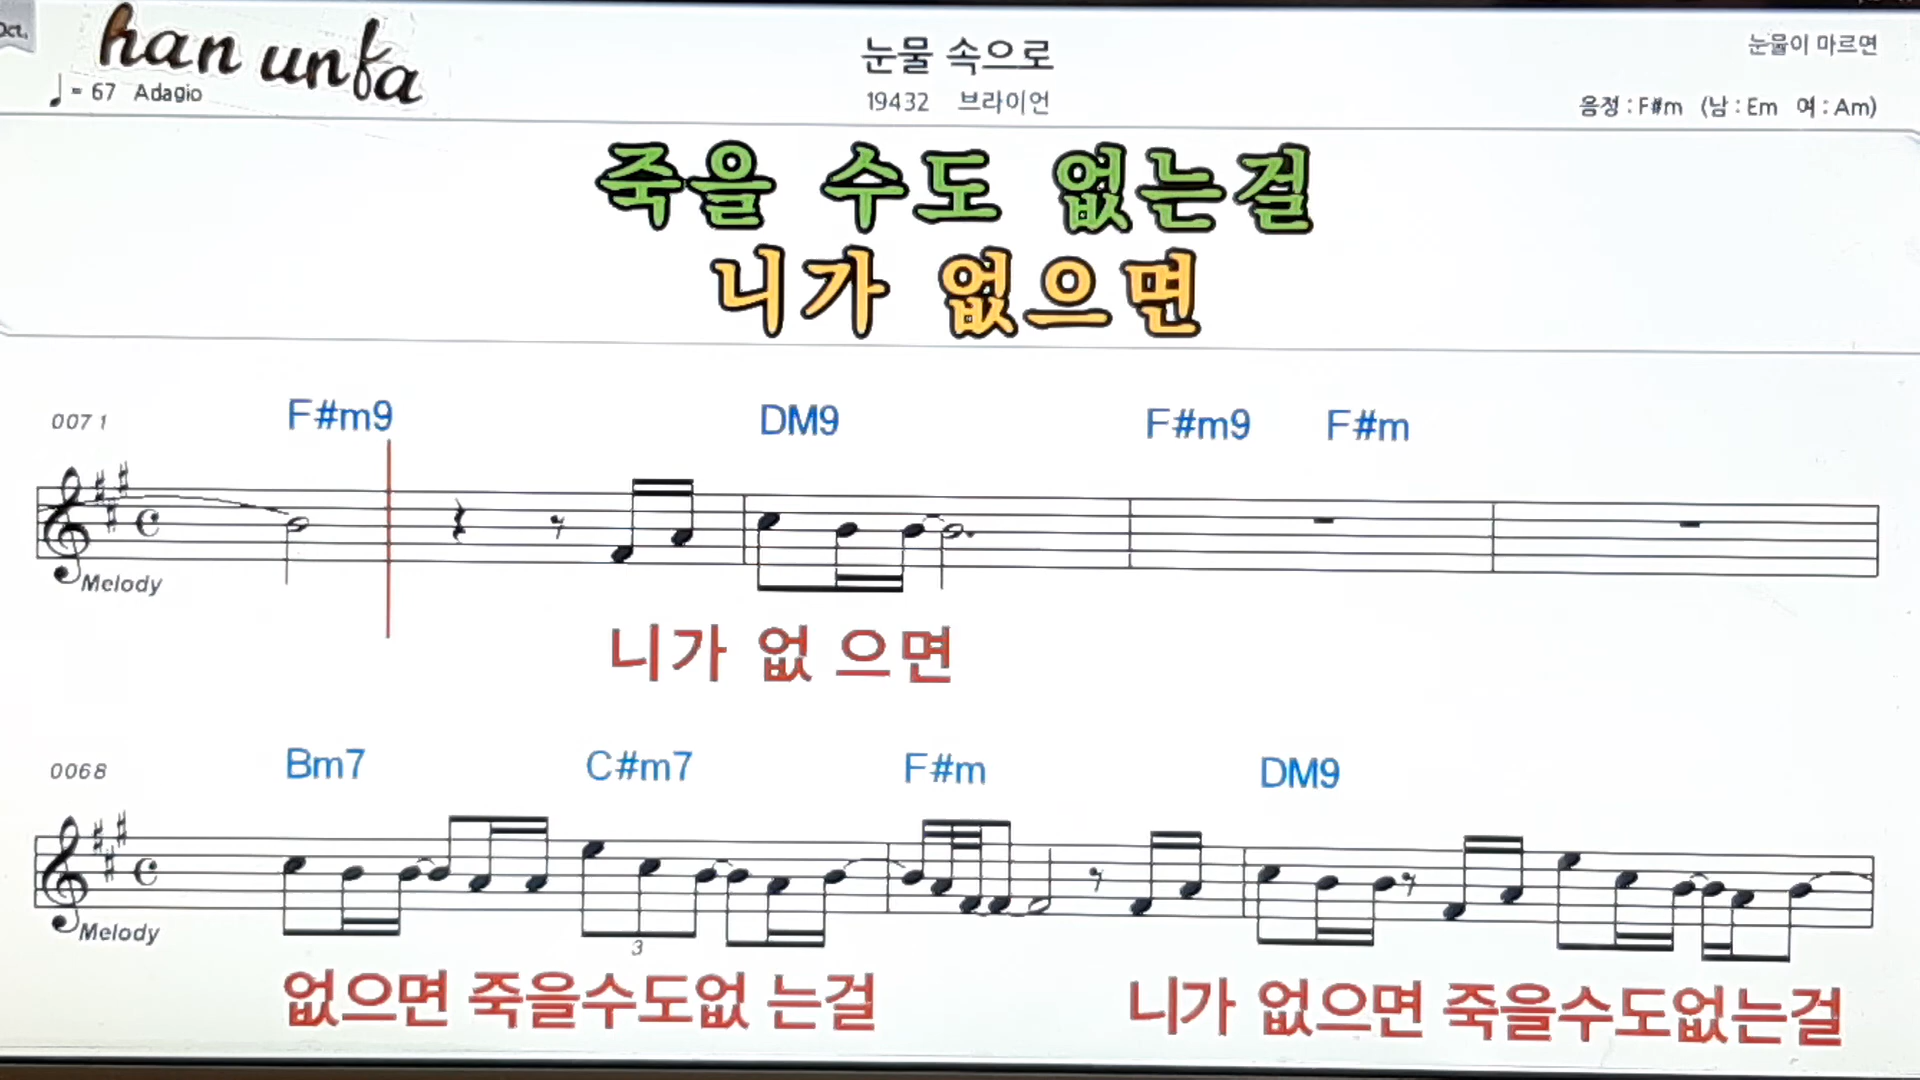 Oct.
han unfa
눈물 속으로
눈물이 마르면
♩= 67 Adagio
19432 브라이언
음정 : F#m (남 : Em 여 : Am)
죽을 수도 없는걸
니가 없으면
0071 F#m9 DM9 F#m9 F#m
Melody
니가 없 으면
0068 Bm7 C#m7 F#m DM9
3
Melody
없으면 죽을수도없 는걸 니가 없으면 죽을수도없는걸